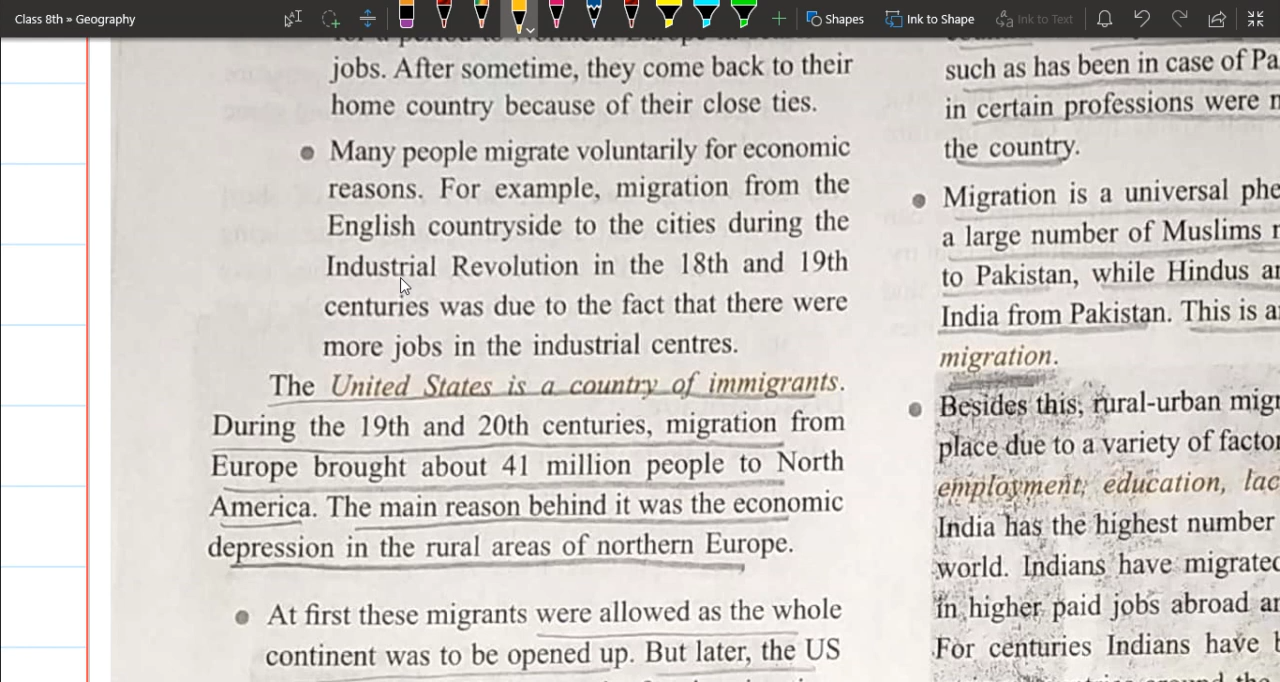 Class 8th » Geography
Shapes
Ink to Shape
Ink to Text
jobs. After sometime, they come back to their
home country because of their close ties.
Many people migrate voluntarily for economic
reasons. For example, migration from the
English countryside to the cities during the
Industrial Revolution in the 18th and 19th
centuries was due to the fact that there were
more jobs in the industrial centres.
The United States is a country of immigrants.
During the 19th and 20th centuries, migration from
Europe brought about 41 million people to North
America. The main reason behind it was the economic
depression in the rural areas of northern Europe.
At first these migrants were allowed as the whole
continent was to be opened up. But later, the US
such as has been in case of Pa
in certain professions were
the country.
Migration is a universal phe
a large number of Muslims
to Pakistan, while Hindus an
India from Pakistan. This is a
migration.
Besides this, rural-urban migr
place due to a variety of factor
employment, education, lac
India has the highest number
world. Indians have migrated
in higher paid jobs abroad an
For centuries Indians have